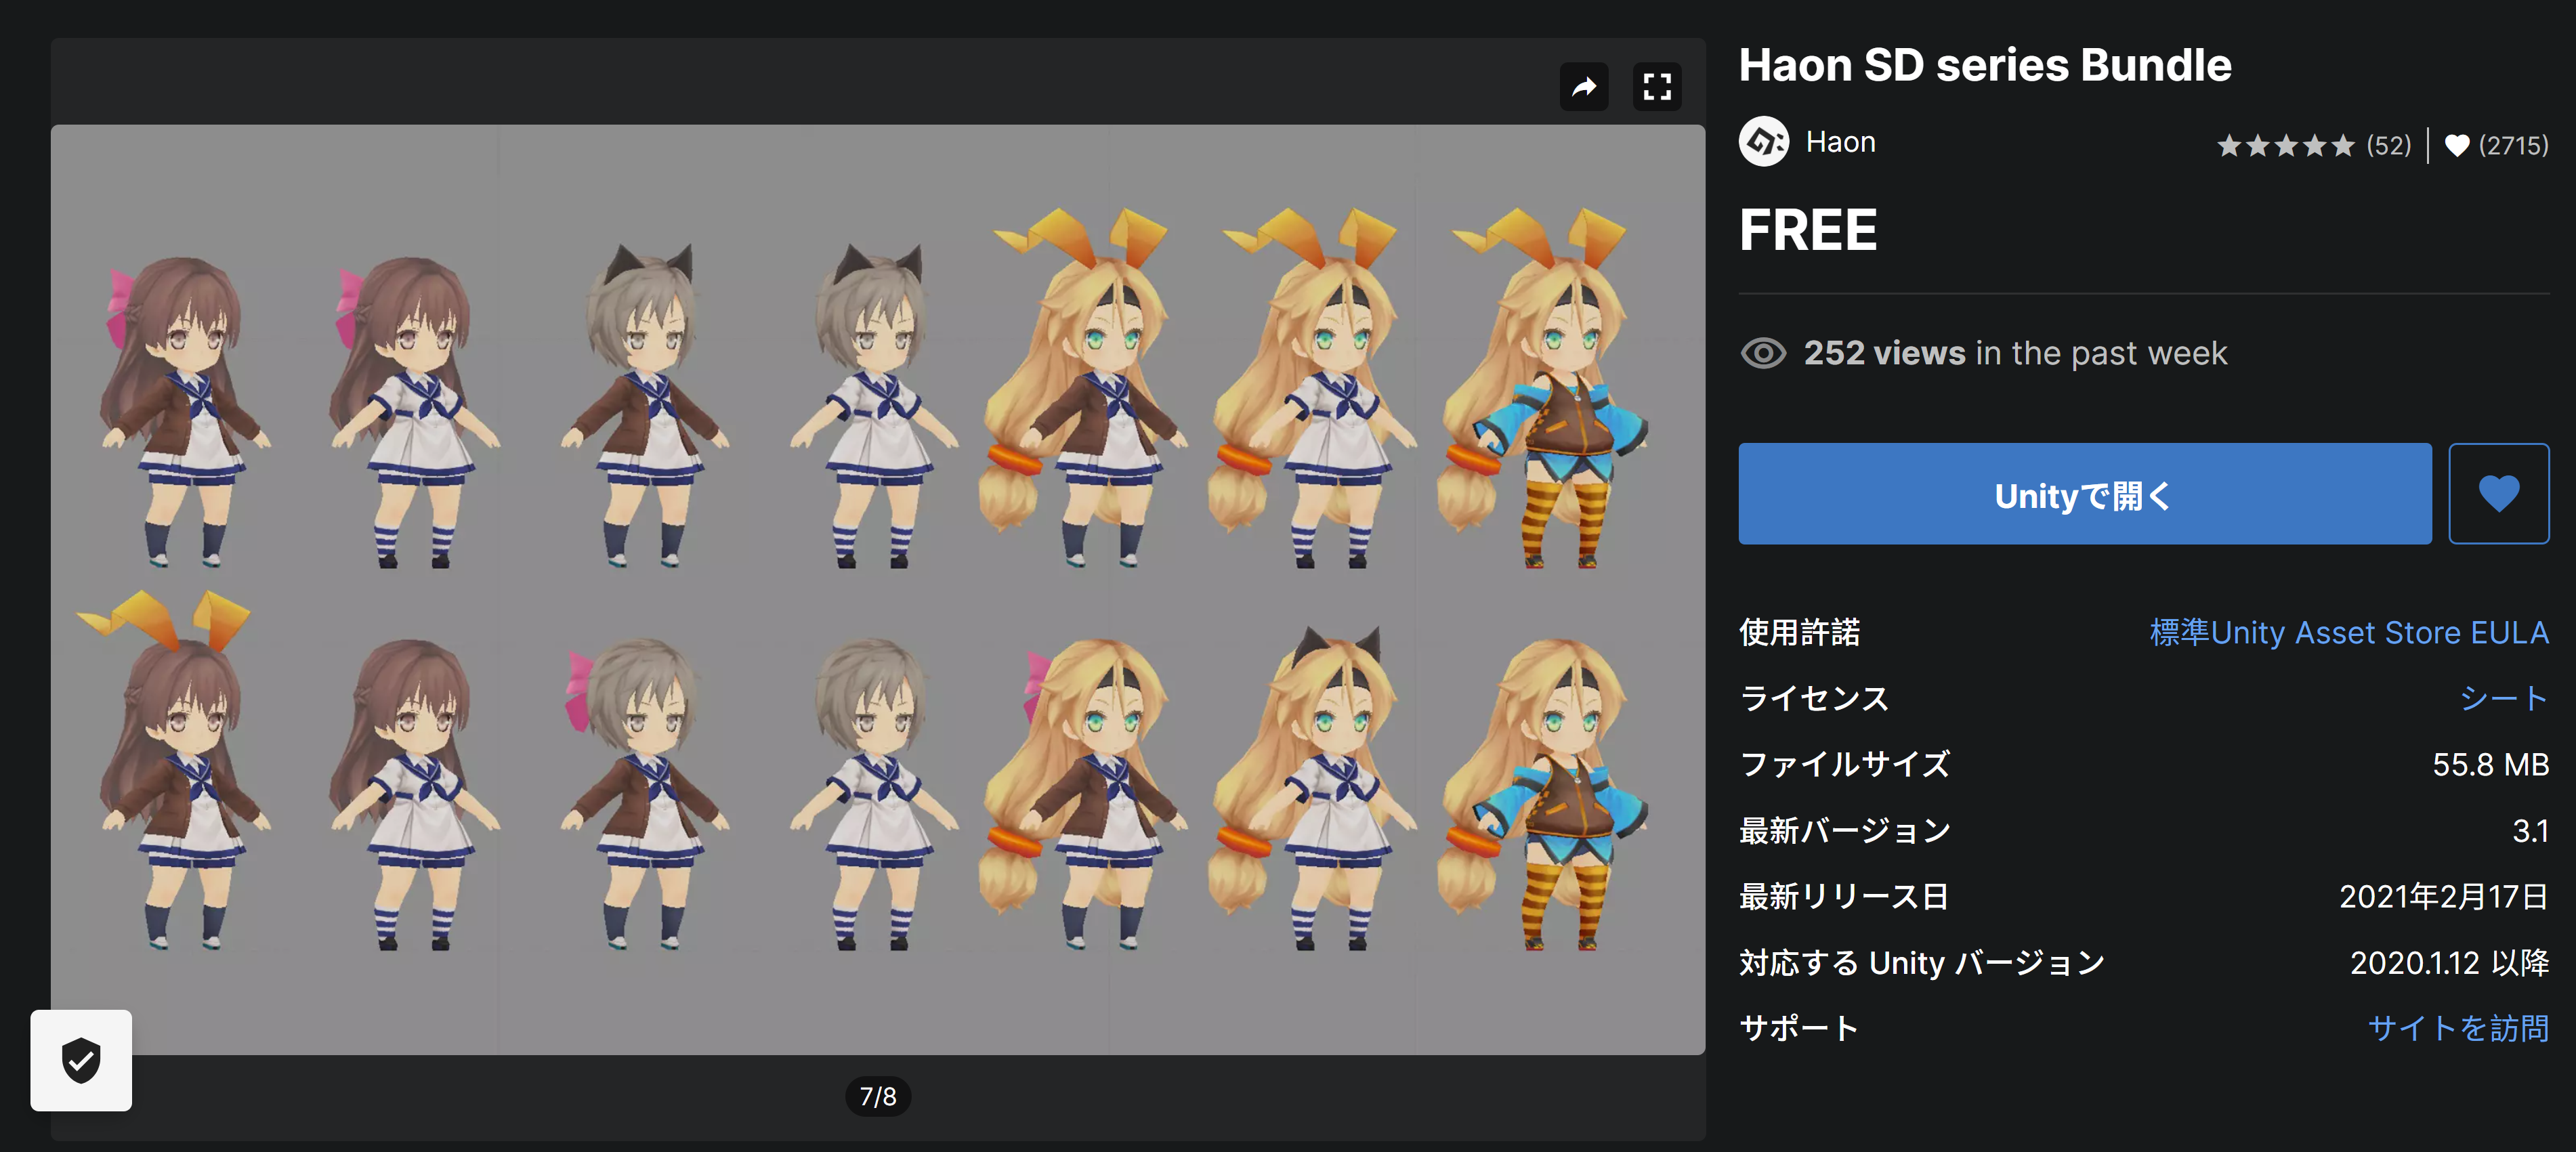 Haon SD series Bundle
Haon
(52) | (2715)
FREE
252 views in the past week
Unityで開く
使用許諾 標準Unity Asset Store EULA
ライセンス シート
ファイルサイズ 55.8 MB
最新バージョン 3.1
最新リリース日 2021年2月17日
対応する Unity バージョン 2020.1.12 以降
サポート サイトを訪問
7/8